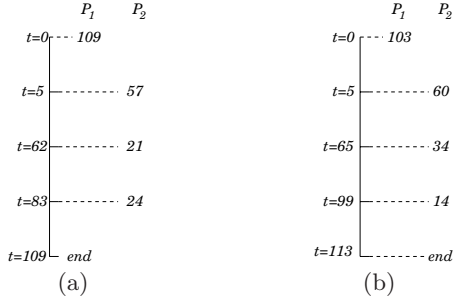 P1 P2
t=0 109
t=5 57
t=62 21
t=83 24
t=109 end
(a)
P1 P2
t=0 103
t=5 60
t=65 34
t=99 14
t=113 end
(b)